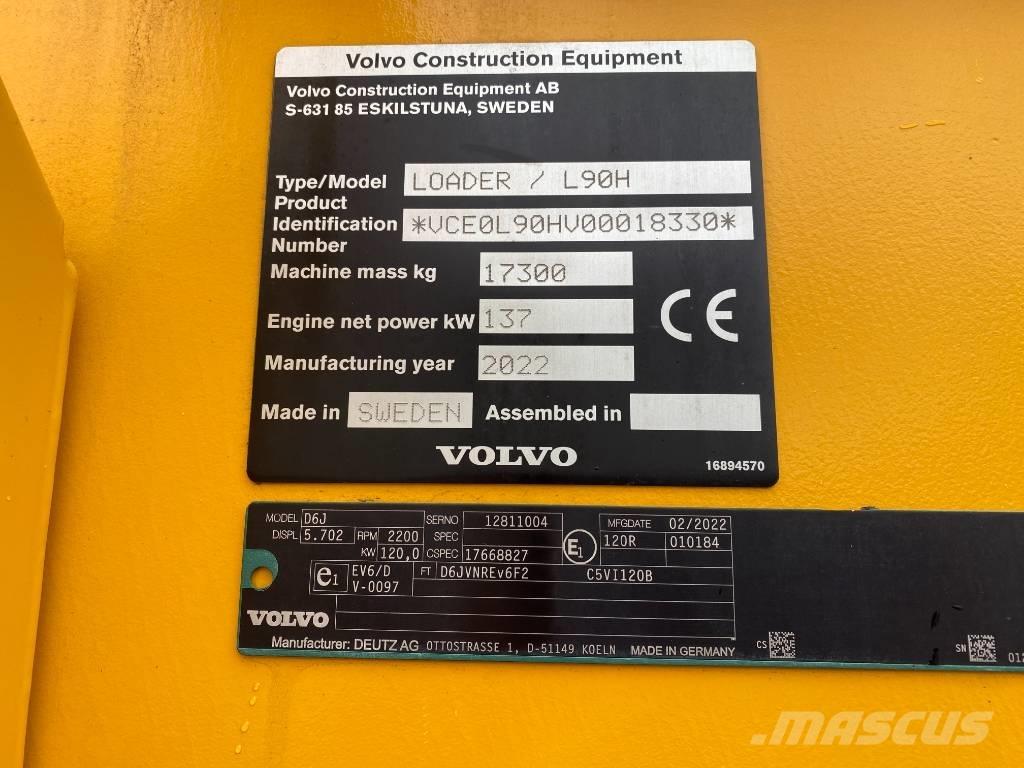 Volvo Construction Equipment
Volvo Construction Equipment AB
S-631 85 ESKILSTUNA, SWEDEN
Type/Model LOADER / L90H
Product
Identification *VCE0L90HV00018330*
Number
Machine mass kg 17300
Engine net power kW 137
Manufacturing year 2022
CE
Made in SWEDEN Assembled in
VOLVO
16894570
MODEL D6J SERNO 12811004 MFGDATE 02/2022
DISPL 5.702 RPM 2200 SPEC E1 120R 010184
KW 120,0 CSPEC 17668827
e1 EV6/D FT D6JVNREv6F2 C5VI120B
V-0097
VOLVO
Manufacturer: DEUTZ AG OTTOSTRASSE 1, D-51149 KOELN MADE IN GERMANY
CS SN 012
MASCUS